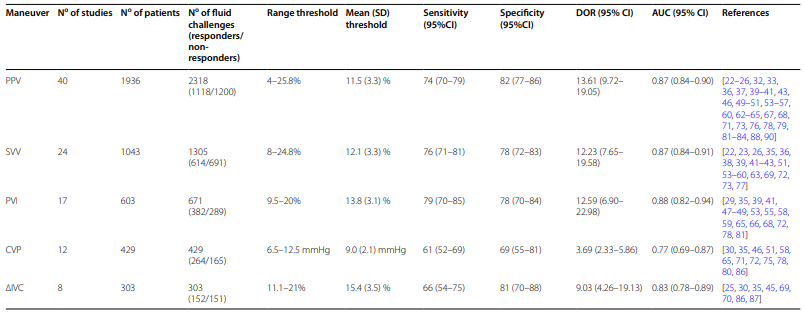 Maneuver N° of studies N° of patients N° of fluid Range threshold Mean (SD) Sensitivity Specificity DOR (95% CI) AUC (95% CI) References
challenges threshold (95%CI) (95%CI)
(responders/
non-
responders)
PPV 40 1936 2318 4–25.8% 11.5 (3.3) % 74 (70–79) 82 (77–86) 13.61 (9.72– 0.87 (0.84–0.90) [22–26, 32, 33,
(1118/1200) 19.05) 36, 37, 39–41, 43,
46, 49–51, 53–57,
60, 62–65, 67, 68,
71, 73, 76, 78, 79,
81–84, 88, 90]
SVV 24 1043 1305 8–24.8% 12.1 (3.3) % 76 (71–81) 78 (72–83) 12.23 (7.65– 0.87 (0.84–0.91) [22, 23, 26, 35, 36,
(614/691) 19.58) 38, 39, 41–43, 51,
53–60, 63, 69, 72,
73, 77]
PVI 17 603 671 9.5–20% 13.8 (3.1) % 79 (70–85) 78 (70–84) 12.59 (6.90– 0.88 (0.82–0.94) [29, 35, 39, 41,
(382/289) 22.98) 47–49, 53, 55, 58,
59, 65, 66, 68, 72,
78, 81]
CVP 12 429 429 6.5–12.5 mmHg 9.0 (2.1) mmHg 61 (52–69) 69 (55–81) 3.69 (2.33–5.86) 0.77 (0.69–0.87) [30, 35, 46, 51, 58,
(264/165) 65, 71, 72, 75, 78,
80, 86]
ΔIVC 8 303 303 11.1–21% 15.4 (3.5) % 66 (54–75) 81 (70–88) 9.03 (4.26–19.13) 0.83 (0.78–0.89) [25, 30, 35, 45, 69,
(152/151) 70, 86, 87]